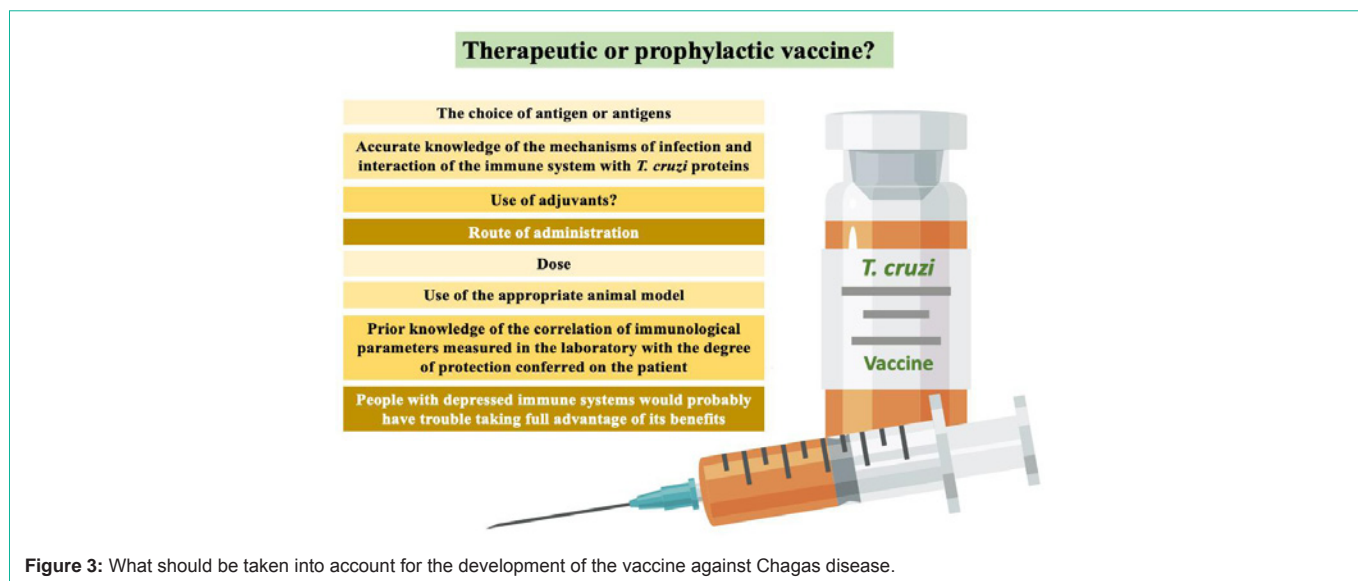 Therapeutic or prophylactic vaccine?
The choice of antigen or antigens
Accurate knowledge of the mechanisms of infection and
interaction of the immune system with T. cruzi proteins
Use of adjuvants?
Route of administration
Dose
Use of the appropriate animal model
Prior knowledge of the correlation of immunological
parameters measured in the laboratory with the degree
of protection conferred on the patient
People with depressed immune systems would probably
have trouble taking full advantage of its benefits
T. cruzi
Vaccine
Figure 3: What should be taken into account for the development of the vaccine against Chagas disease.